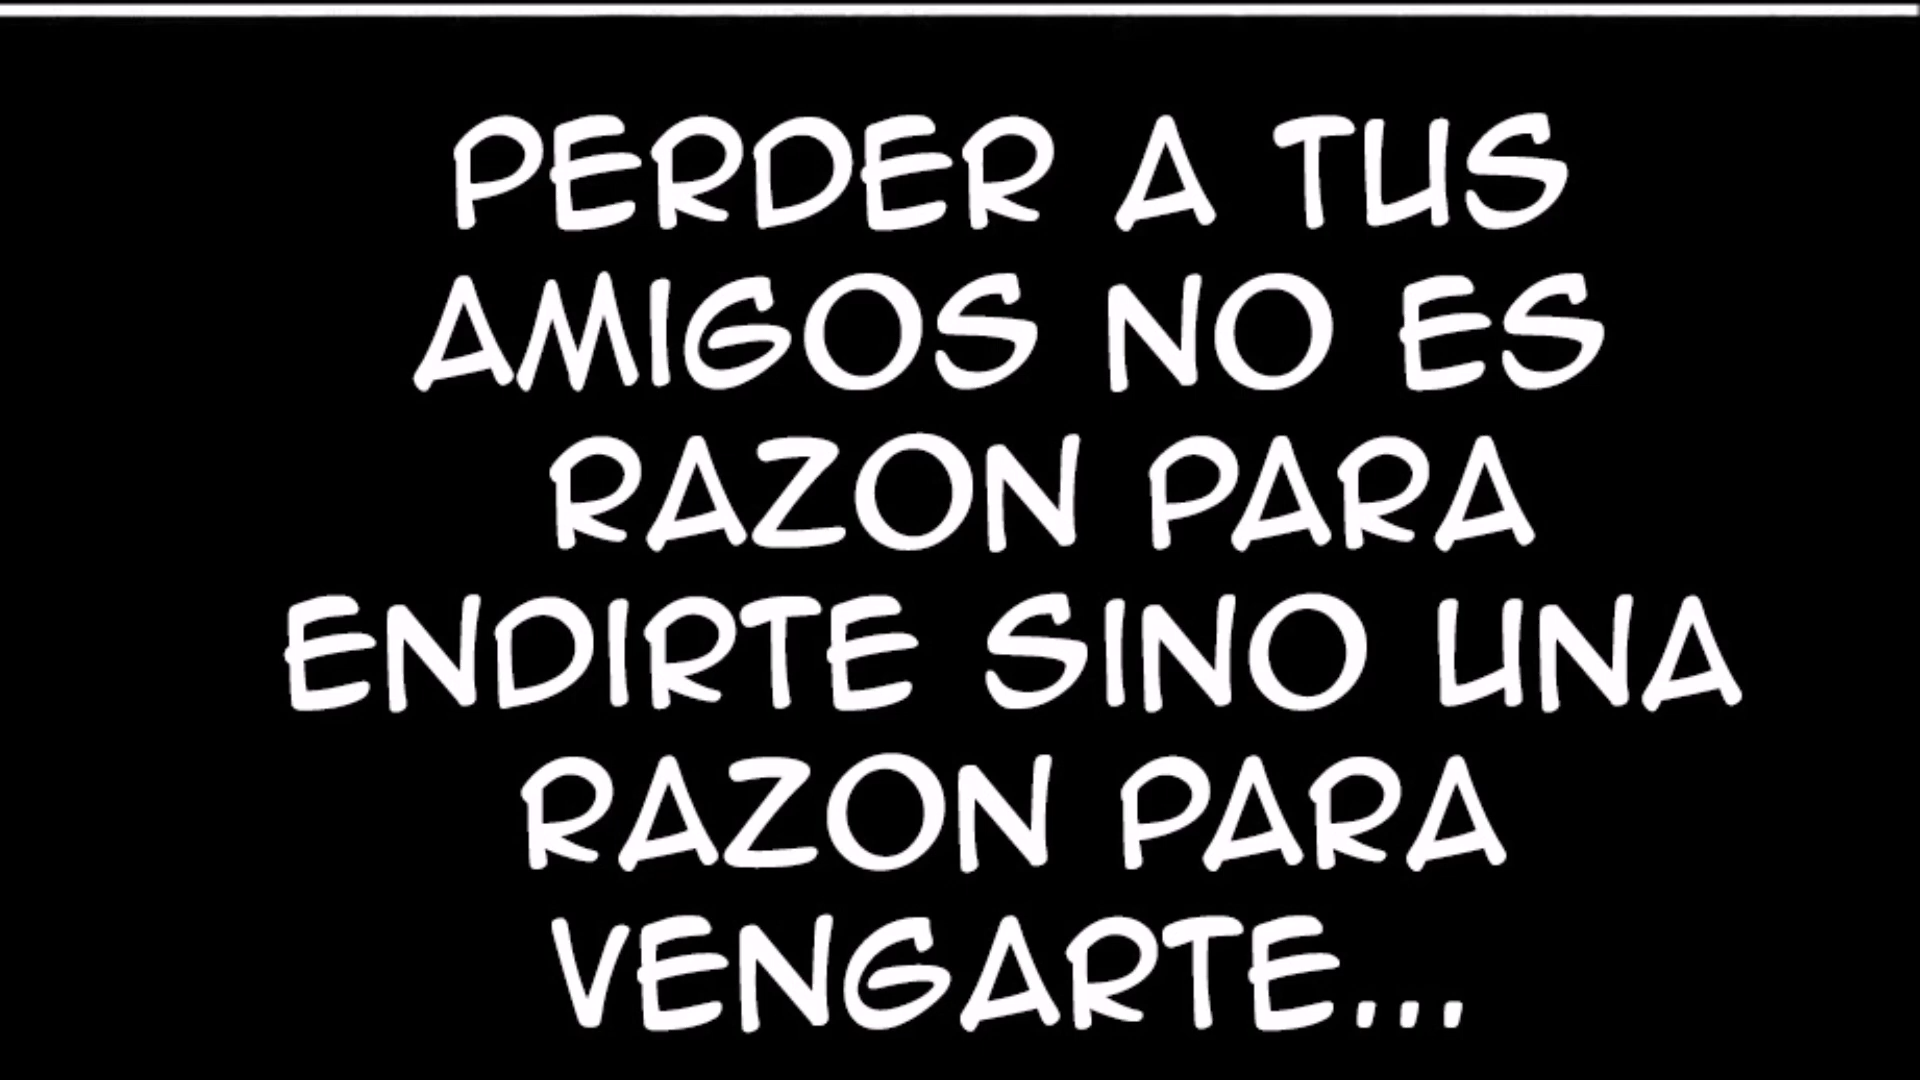 PERDER A TUS
AMIGOS NO ES
RAZON PARA
ENDIRTE SINO UNA
RAZON PARA
VENGARTE...